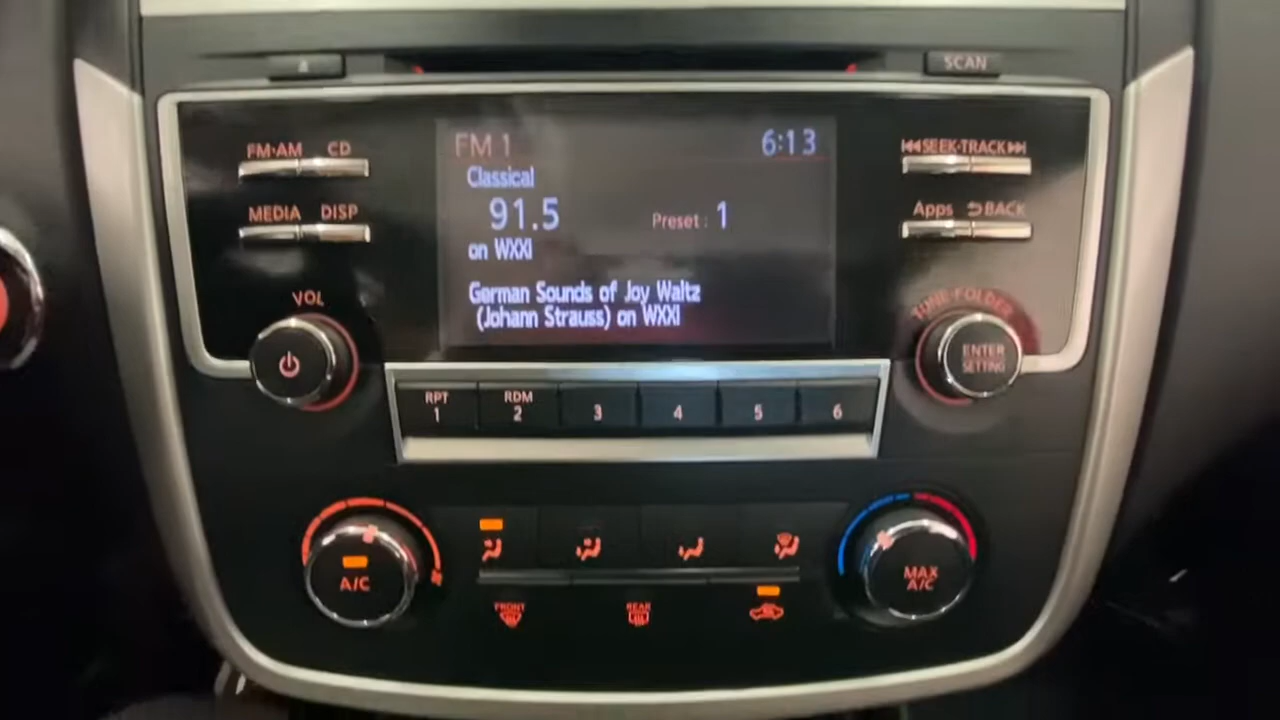 SCAN
FM·AM CD
MEDIA DISP
VOL
FM 1 6:13
Classical
91.5 Preset : 1
on WXXI
German Sounds of Joy Waltz
(Johann Strauss) on WXXI
SEEK·TRACK
Apps BACK
TUNE·FOLDER
ENTER
SETTING
RPT RDM
1 2 3 4 5 6
A/C
FRONT REAR
MAX
A/C